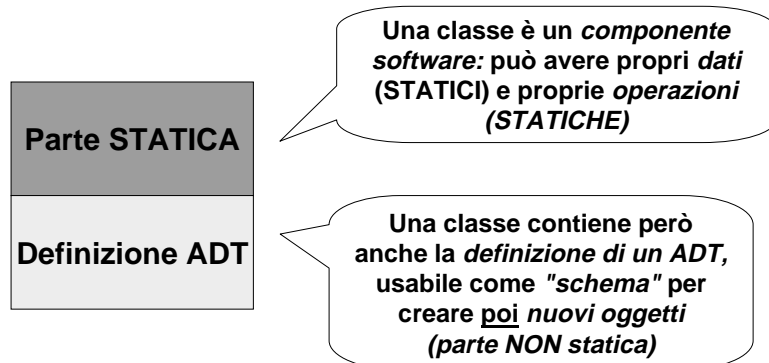 Una classe è un componente
software: può avere propri dati
(STATICI) e proprie operazioni
(STATICHE)
Parte STATICA
Definizione ADT
Una classe contiene però
anche la definizione di un ADT,
usabile come "schema" per
creare poi nuovi oggetti
(parte NON statica)